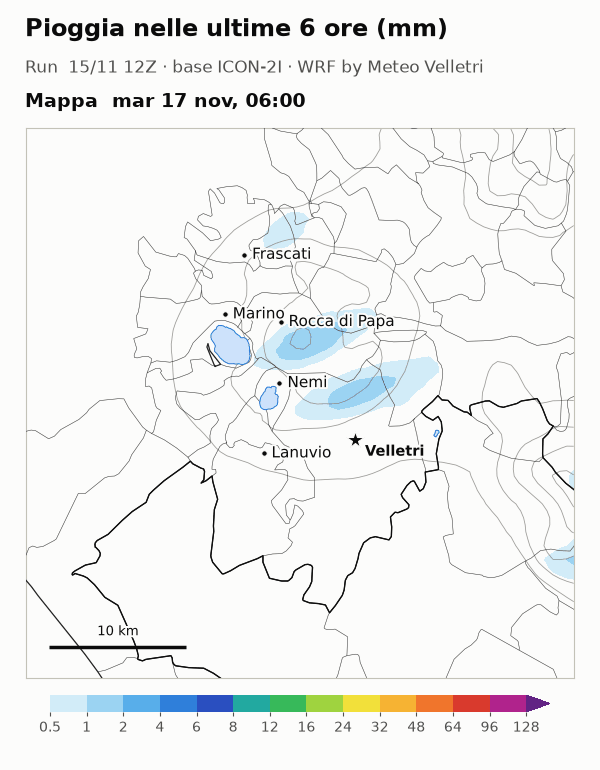 Pioggia nelle ultime 6 ore (mm)
Run  15/11 12Z · base ICON-2I · WRF by Meteo Velletri
Mappa  mar 17 nov, 06:00
Frascati
Marino
Rocca di Papa
Nemi
Velletri
Lanuvio
10 km
0.5 1 2 4 6 8 12 16 24 32 48 64 96 128